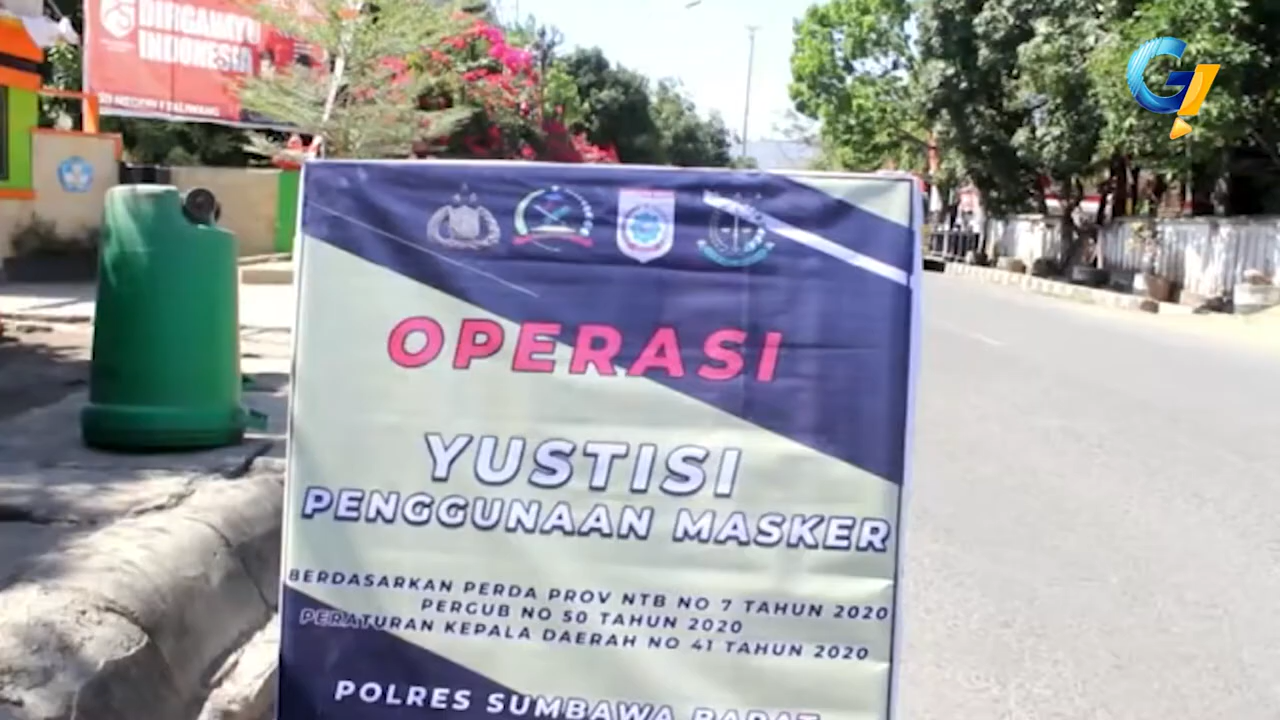 DIRGAHAYU
INDONESIA
G!
OPERASI
YUSTISI
PENGGUNAAN MASKER
BERDASARKAN PERDA PROV NTB NO 7 TAHUN 2020
PERGUB NO 50 TAHUN 2020
PERATURAN KEPALA DAERAH NO 41 TAHUN 2020
POLRES SUMBAWA BARAT